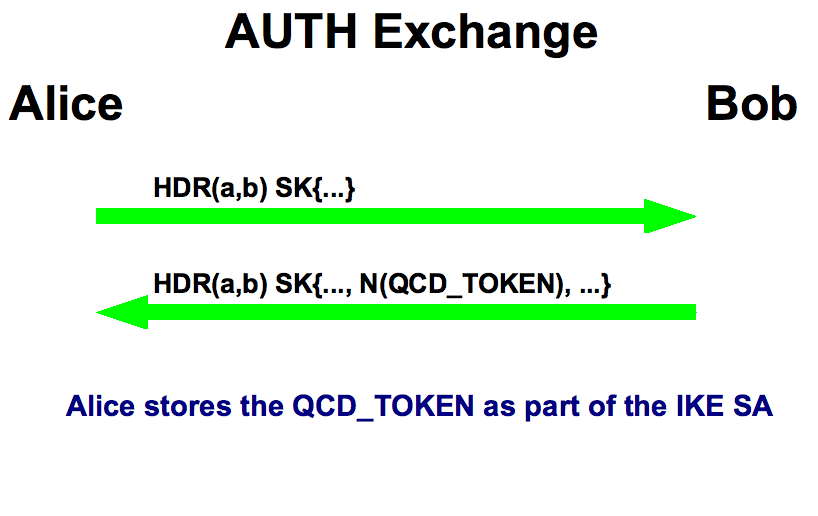 AUTH Exchange
Alice
Bob
HDR(a,b) SK{...}
HDR(a,b) SK{..., N(QCD_TOKEN), ...}
Alice stores the QCD_TOKEN as part of the IKE SA